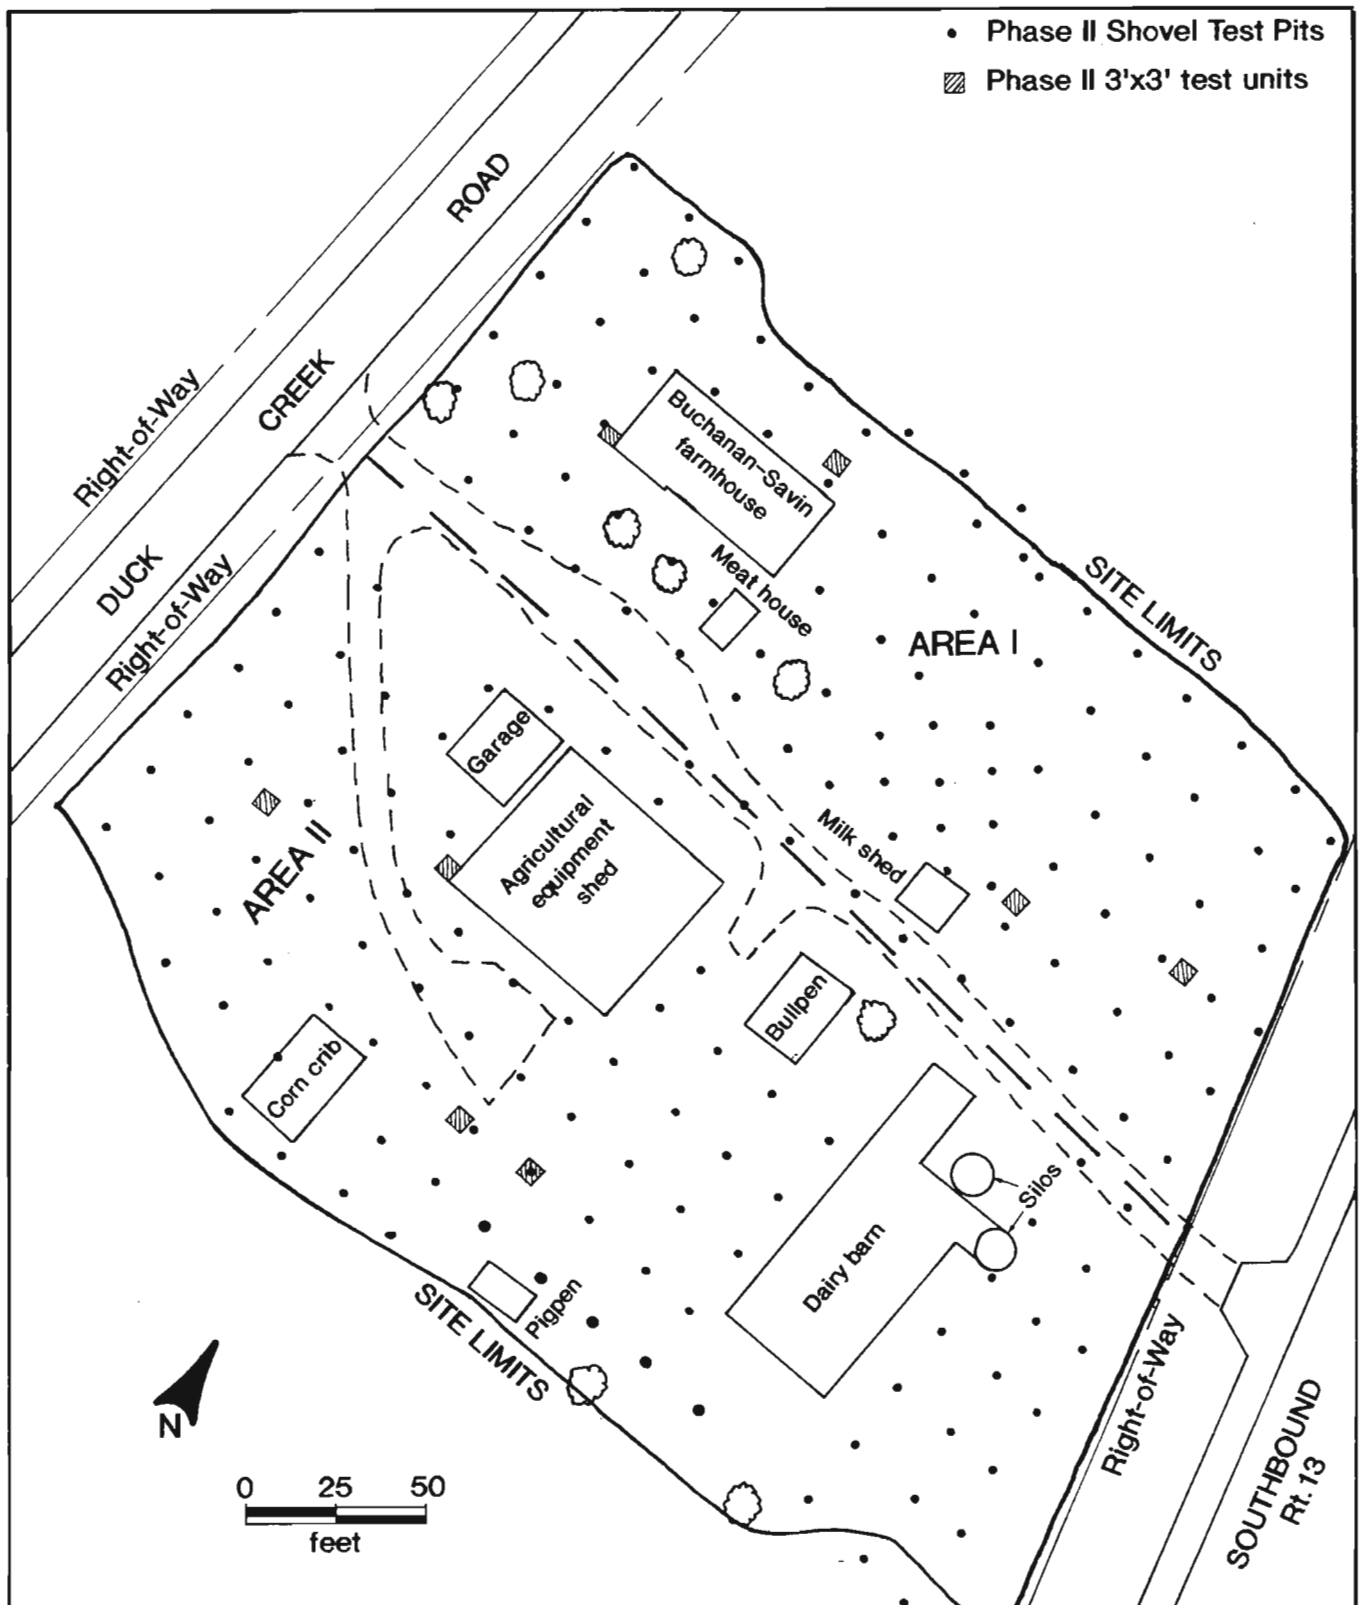 Phase II Shovel Test Pits
Phase II 3'x3' test units
ROAD
CREEK
DUCK
Right-of-Way
Right-of-Way
Buchanan-Savin
farmhouse
Meat house
SITE LIMITS
AREA I
Garage
Agricultural
equipment
shed
Milk shed
AREA II
Bullpen
Corn crib
Silos
Dairy barn
Pigpen
SITE LIMITS
Right-of-Way
SOUTHBOUND
Rt. 13
N
0 25 50
feet